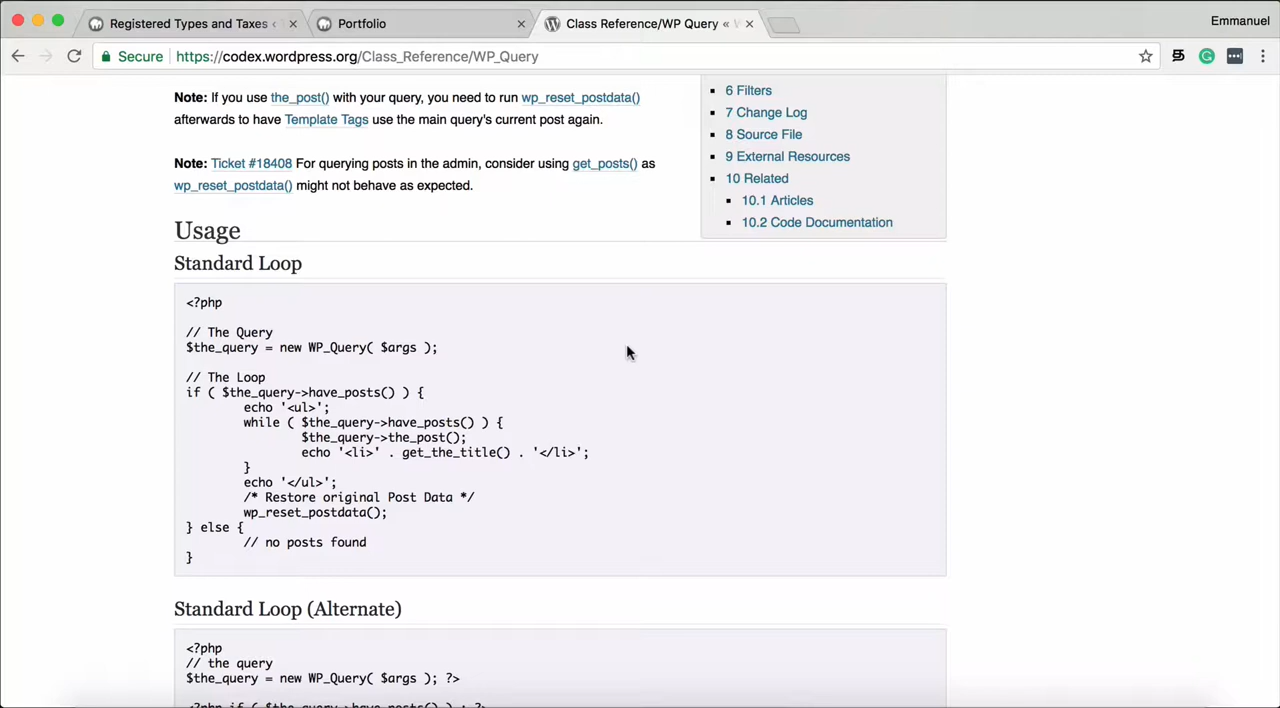 Registered Types and Taxes ‹
Portfolio
Class Reference/WP Query « W
Emmanuel
Secure
https://codex.wordpress.org/Class_Reference/WP_Query
Note: If you use the_post() with your query, you need to run wp_reset_postdata()
afterwards to have Template Tags use the main query's current post again.
Note: Ticket #18408 For querying posts in the admin, consider using get_posts() as
wp_reset_postdata() might not behave as expected.
6 Filters
7 Change Log
8 Source File
9 External Resources
10 Related
10.1 Articles
10.2 Code Documentation
Usage
Standard Loop
<?php
// The Query
$the_query = new WP_Query( $args );
// The Loop
if ( $the_query->have_posts() ) {
echo '<ul>';
while ( $the_query->have_posts() ) {
$the_query->the_post();
echo '<li>' . get_the_title() . '</li>';
}
echo '</ul>';
/* Restore original Post Data */
wp_reset_postdata();
} else {
// no posts found
}
Standard Loop (Alternate)
<?php
// the query
$the_query = new WP_Query( $args ); ?>
<?php if ( $the_query->have_posts() ) : ?>